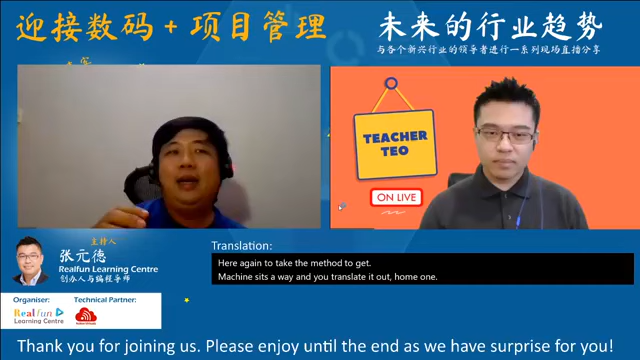 迎接数码 + 项目管理
未来的行业趋势
与各个新兴行业的领导者进行一系列现场直播分享
TEACHER
TEO
ON LIVE
主持人
张元德
Realfun Learning Centre
创办人与编程导师
Translation:
Here again to take the method to get.
Machine sits a way and you translate it out, home one.
Organiser:
Technical Partner:
Realfun
Learning Centre
Thank you for joining us. Please enjoy until the end as we have surprise for you!